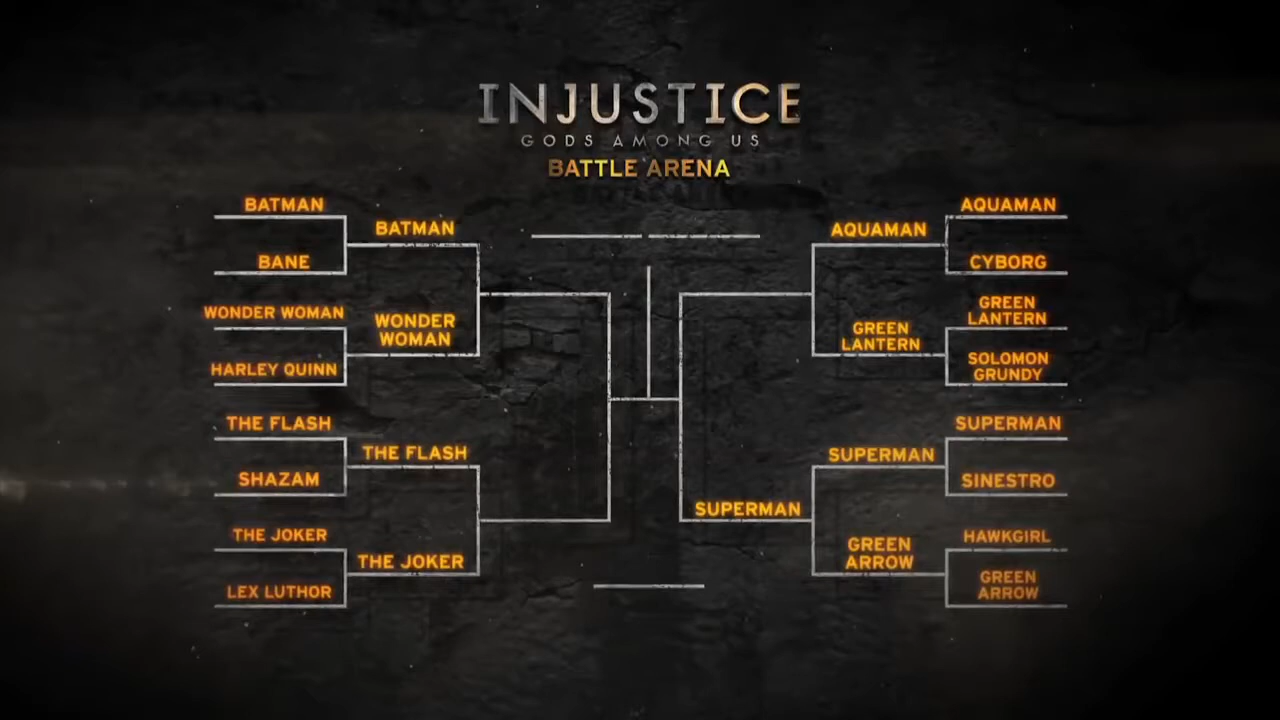 INJUSTICE
GODS AMONG US
BATTLE ARENA
BATMAN
BANE
WONDER WOMAN
HARLEY QUINN
THE FLASH
SHAZAM
THE JOKER
LEX LUTHOR
BATMAN
WONDER
WOMAN
THE FLASH
THE JOKER
SUPERMAN
AQUAMAN
GREEN
LANTERN
SUPERMAN
GREEN
ARROW
AQUAMAN
CYBORG
GREEN
LANTERN
SOLOMON
GRUNDY
SUPERMAN
SINESTRO
HAWKGIRL
GREEN
ARROW